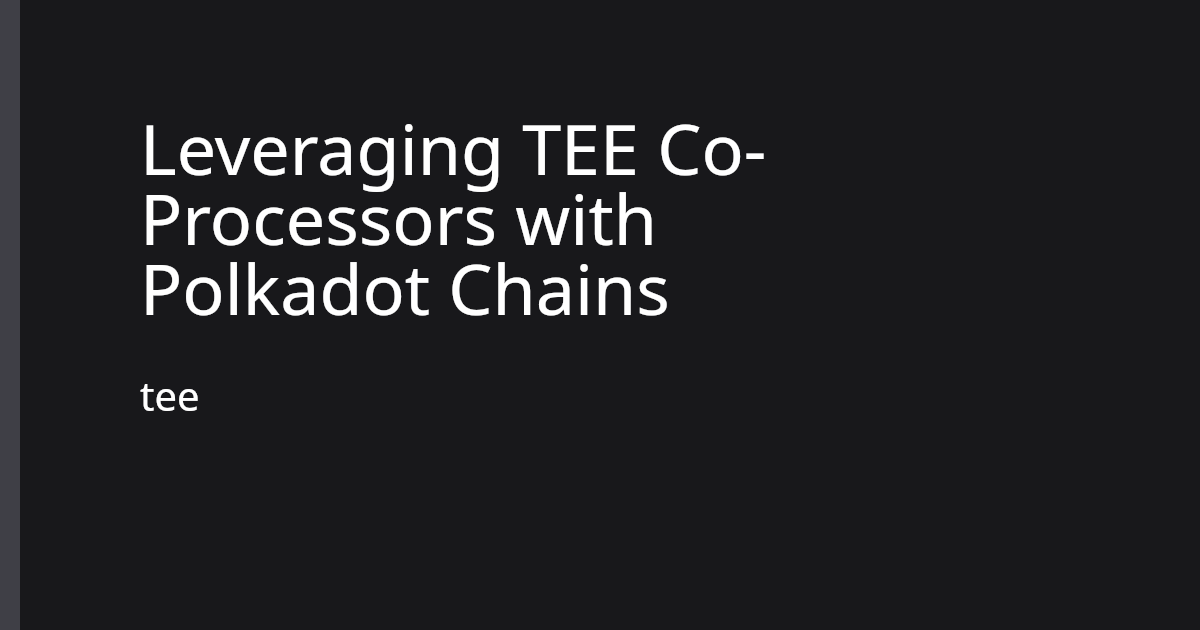 Leveraging TEE Co-
Processors with
Polkadot Chains
tee